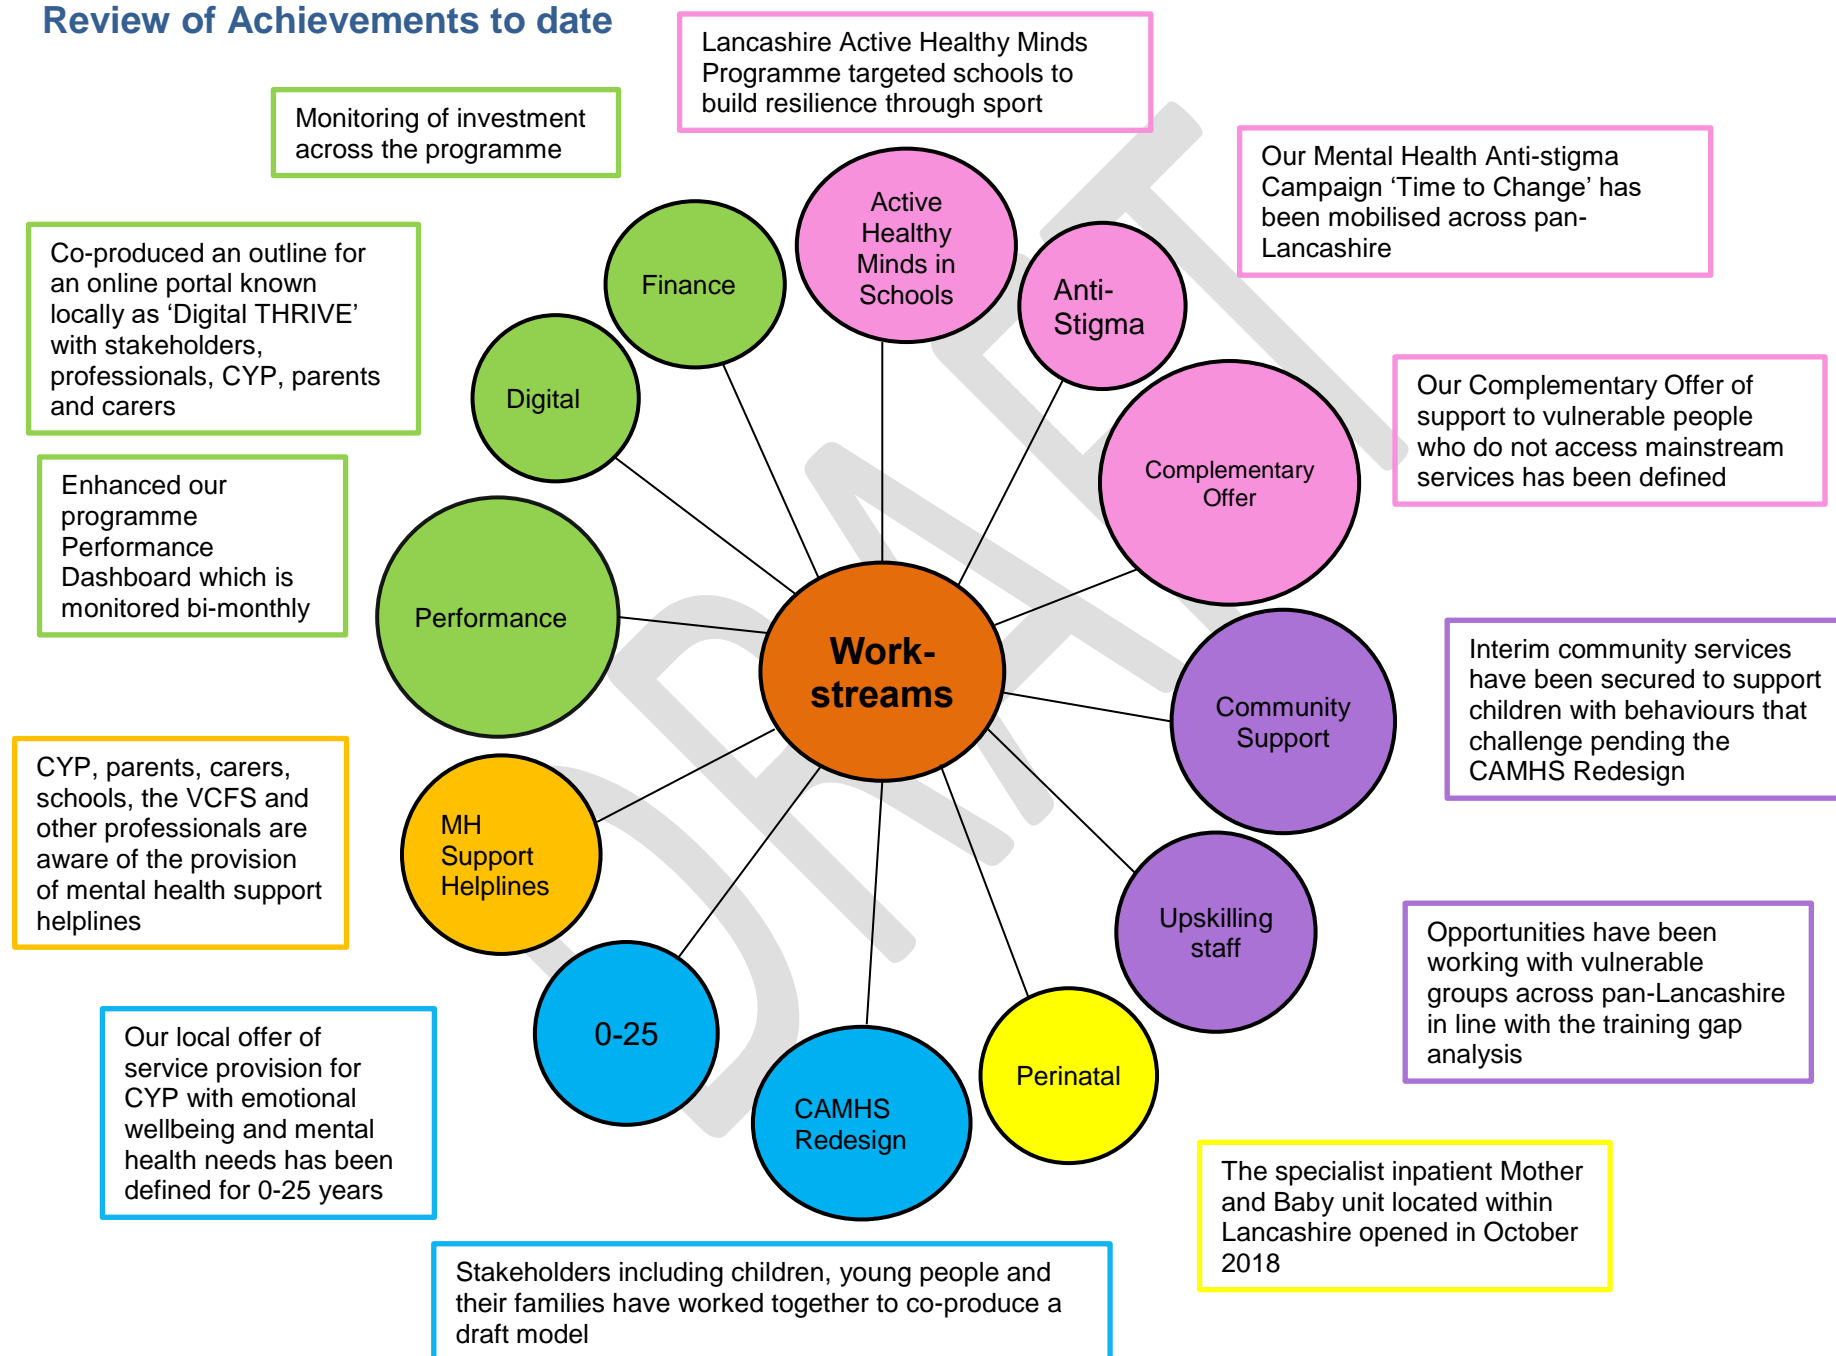 Review of Achievements to date
Lancashire Active Healthy Minds
Programme targeted schools to
build resilience through sport
Monitoring of investment
across the programme
Our Mental Health Anti-stigma
Campaign ‘Time to Change’ has
been mobilised across pan-
Lancashire
Co-produced an outline for
an online portal known
locally as ‘Digital THRIVE’
with stakeholders,
professionals, CYP, parents
and carers
Our Complementary Offer of
support to vulnerable people
who do not access mainstream
services has been defined
Enhanced our
programme
Performance
Dashboard which is
monitored bi-monthly
Interim community services
have been secured to support
children with behaviours that
challenge pending the
CAMHS Redesign
CYP, parents, carers,
schools, the VCFS and
other professionals are
aware of the provision
of mental health support
helplines
Opportunities have been
working with vulnerable
groups across pan-Lancashire
in line with the training gap
analysis
Our local offer of
service provision for
CYP with emotional
wellbeing and mental
health needs has been
defined for 0-25 years
The specialist inpatient Mother
and Baby unit located within
Lancashire opened in October
2018
Stakeholders including children, young people and
their families have worked together to co-produce a
draft model
Active
Healthy
Minds in
Schools
Anti-
Stigma
Complementary
Offer
Community
Support
Upskilling
staff
Perinatal
CAMHS
Redesign
0-25
MH
Support
Helplines
Performance
Digital
Finance
Work-
streams
DRAFT